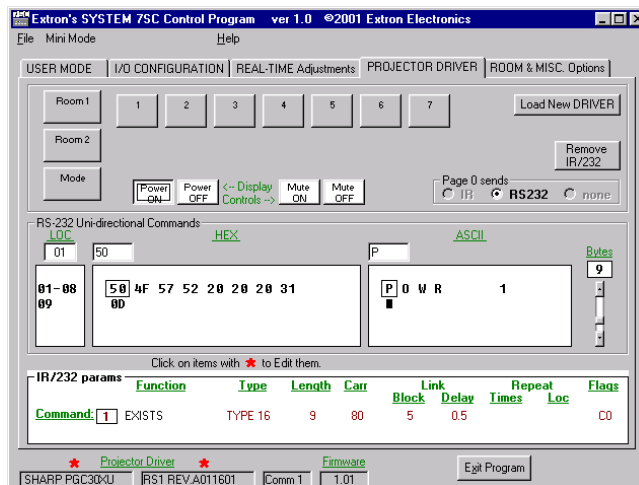 Extron's SYSTEM 7SC Control Program ver 1.0 ©2001 Extron Electronics
File Mini Mode Help
USER MODE I/O CONFIGURATION REAL-TIME Adjustments PROJECTOR DRIVER ROOM & MISC. Options
Room 1 1 2 3 4 5 6 7 Load New DRIVER
Room 2
Remove
IR/232
Mode
Page 0 sends
IR RS232 none
Power ON Power OFF <-- Display Controls --> Mute ON Mute OFF
RS-232 Uni-directional Commands
LOC HEX ASCII
01 50 P Bytes
9
01-08 50 4F 57 52 20 20 20 31 P O W R 1
09 0D
Click on items with * to Edit them.
IR/232 params
Function Type Length Carr Link Repeat Flags
Block Delay Times Loc
Command: 1 EXISTS TYPE 16 9 80 5 0.5 C0
* Projector Driver * Firmware
SHARP PGC30XU RS1 REV.A011601 Comm 1 1.01 Exit Program